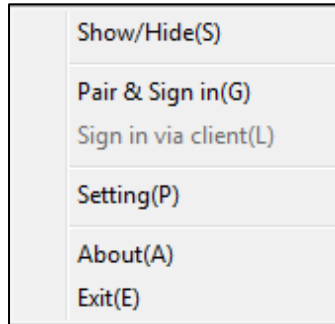 Show/Hide(S)
Pair & Sign in(G)
Sign in via client(L)
Setting(P)
About(A)
Exit(E)